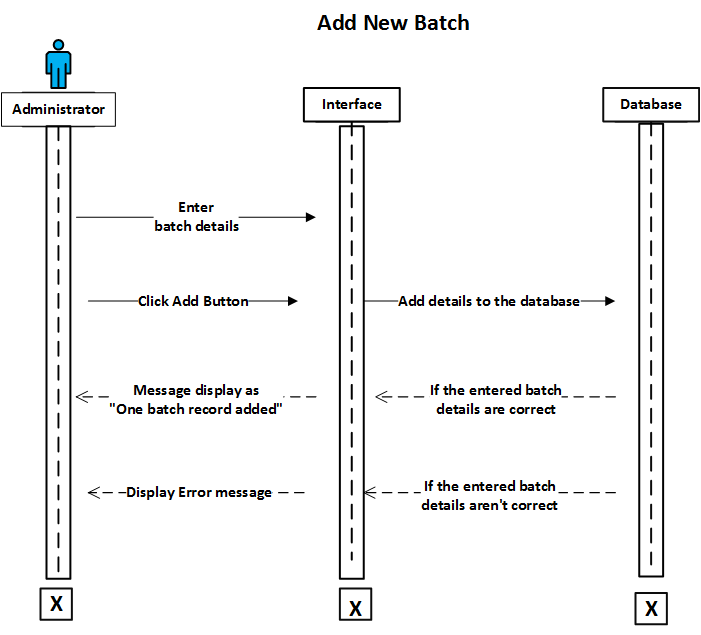 Add New Batch
Administrator
Interface
Database
Enter
batch details
Click Add Button
Add details to the database
Message display as
"One batch record added"
If the entered batch
details are correct
Display Error message
If the entered batch
details aren't correct
X
X
X